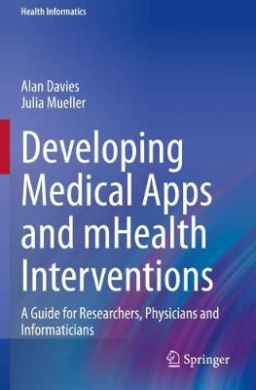 Health Informatics
Alan Davies
Julia Mueller
Developing
Medical Apps
and mHealth
Interventions
A Guide for Researchers, Physicians and
Informaticians
Springer